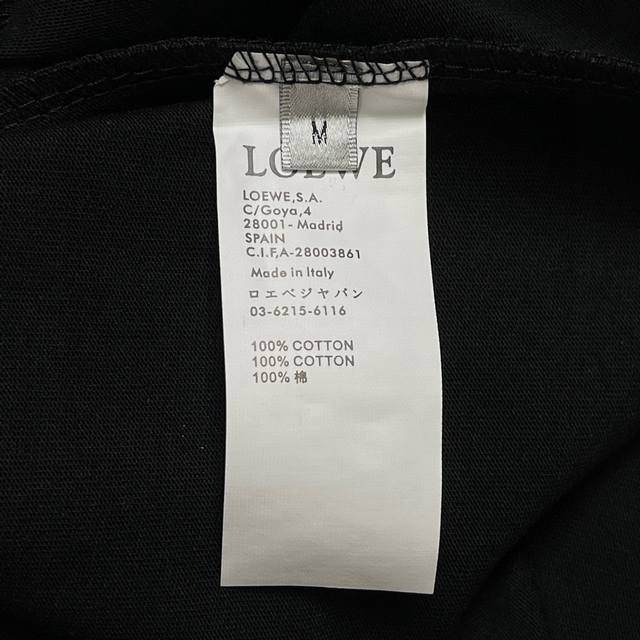 M
LOEWE
LOEWE,S.A.
C/Goya,4
28001- Madrid
SPAIN
C.I.F,A-28003861
Made in Italy
ロエベジャパン
03-6215-6116
100% COTTON
100% COTTON
100% 棉